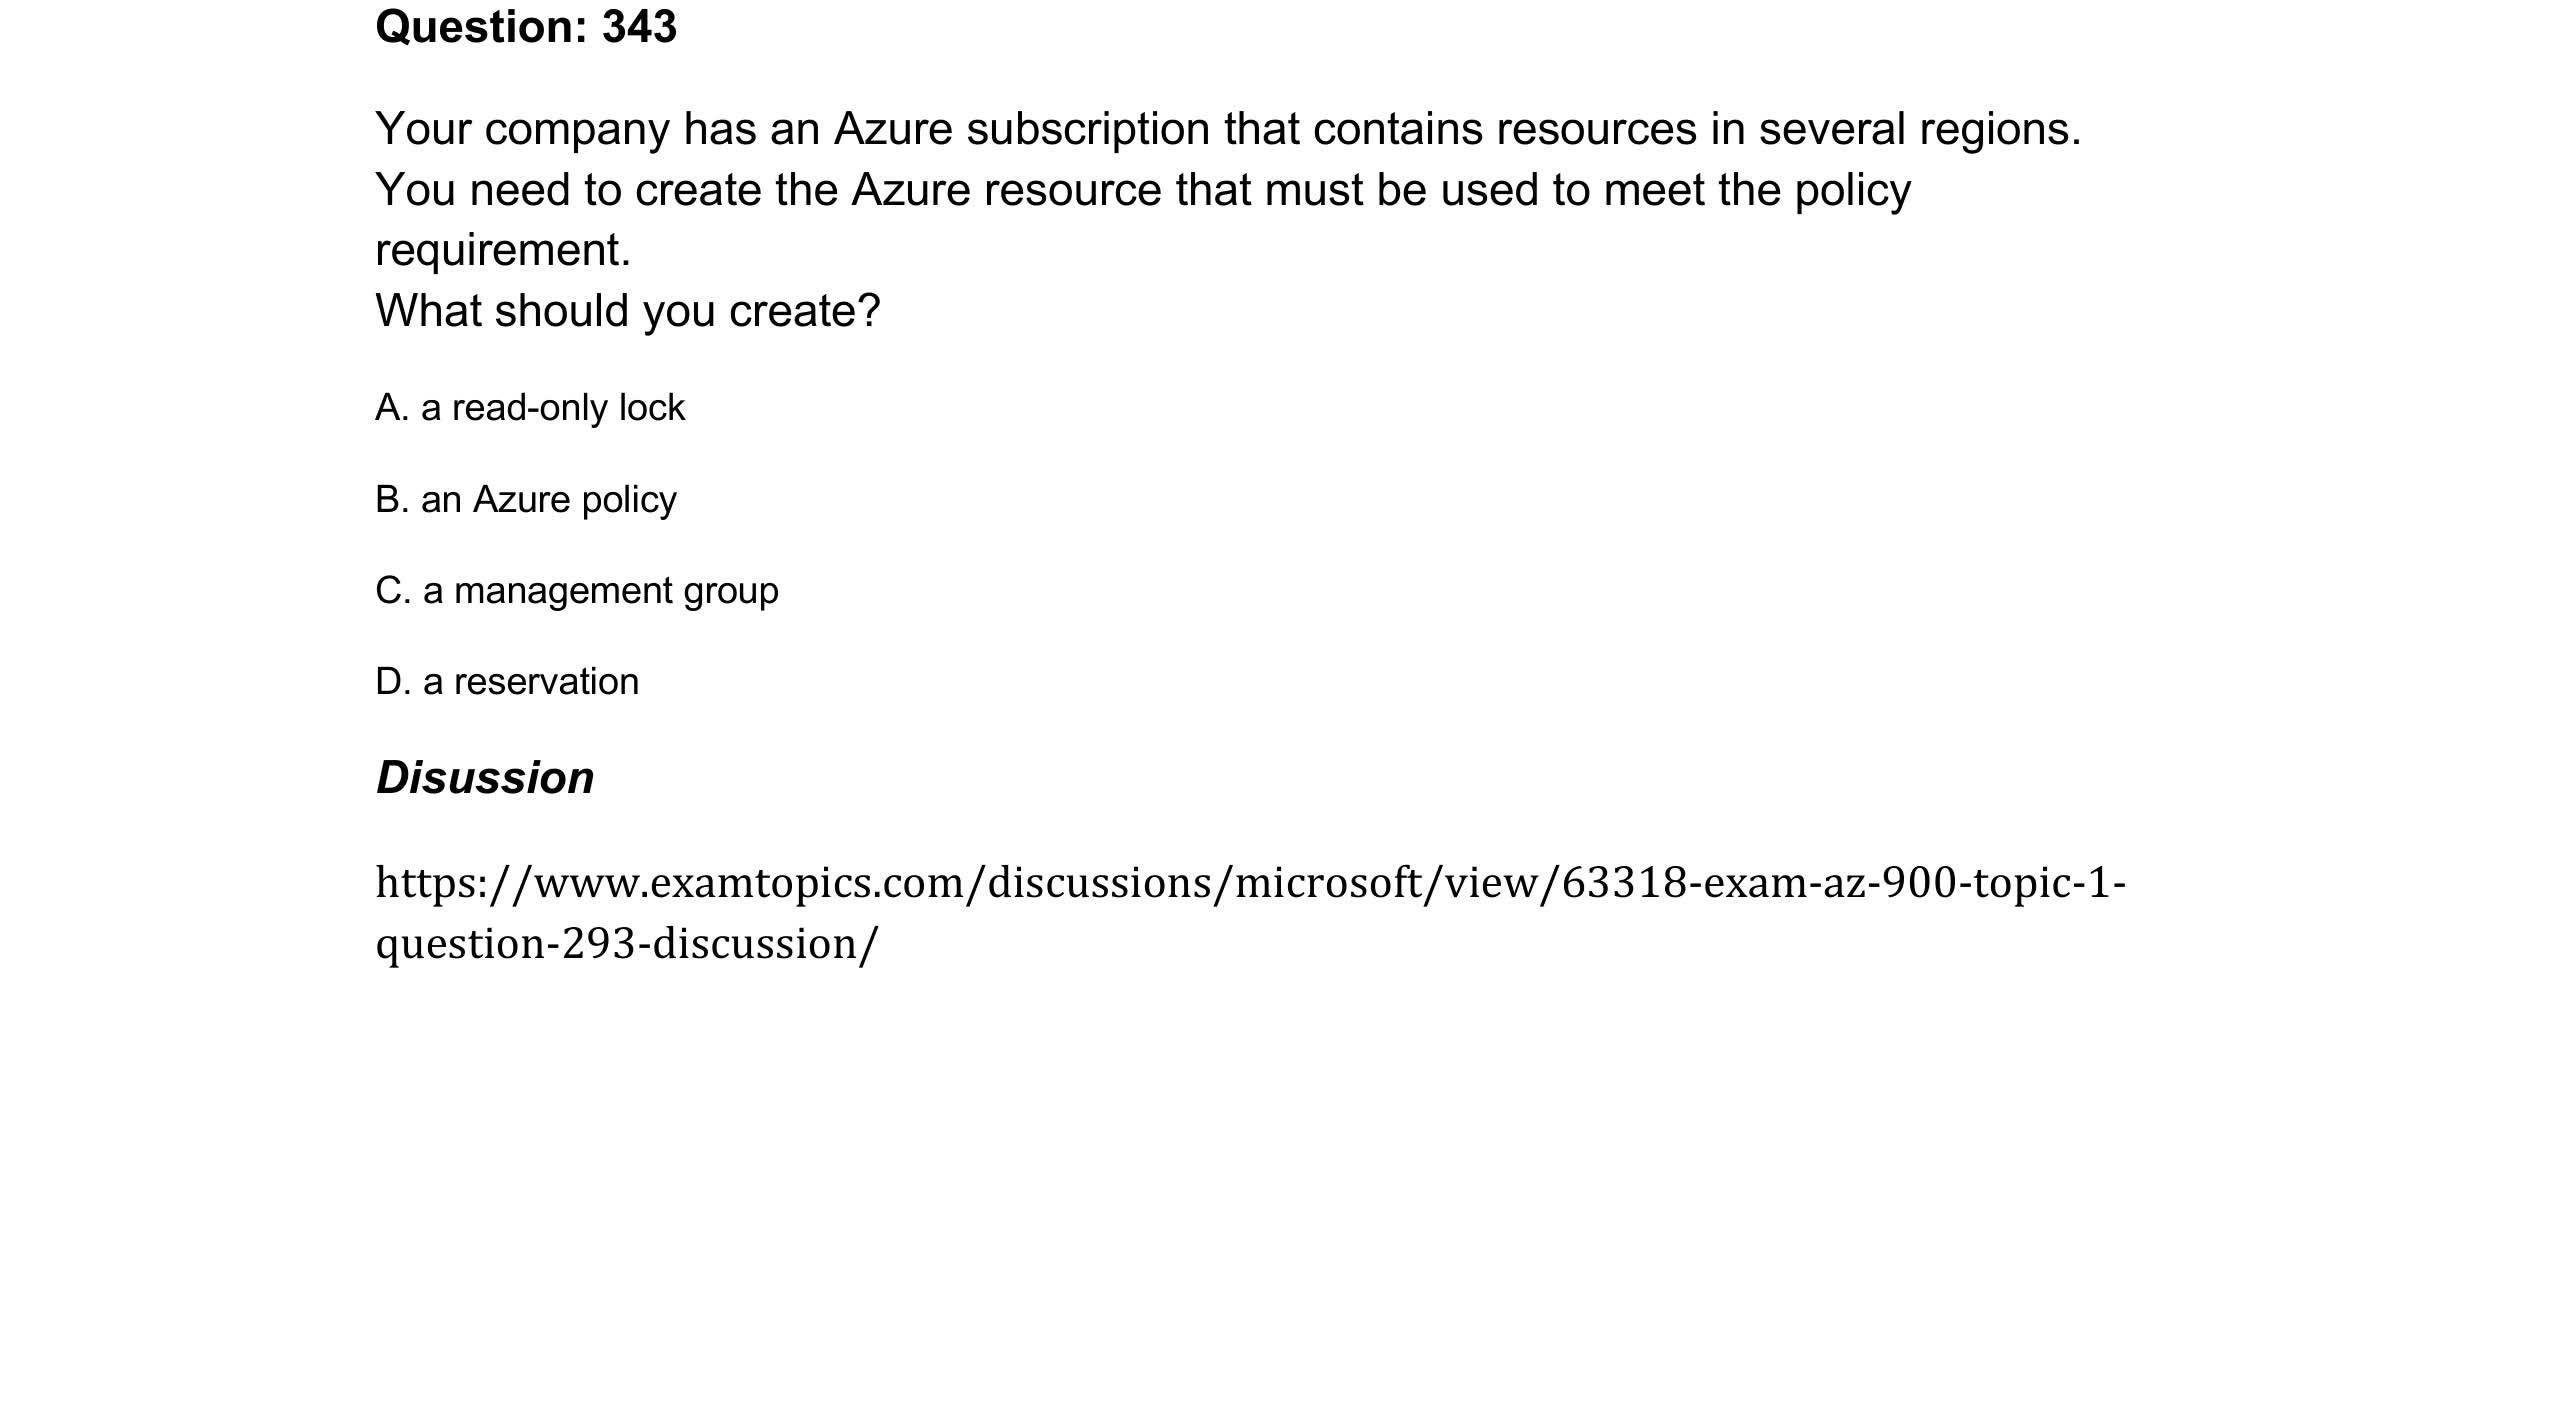 Question: 343
Your company has an Azure subscription that contains resources in several regions.
You need to create the Azure resource that must be used to meet the policy
requirement.
What should you create?
A. a read-only lock
B. an Azure policy
C. a management group
D. a reservation
Disussion
https://www.examtopics.com/discussions/microsoft/view/63318-exam-az-900-topic-1-
question-293-discussion/